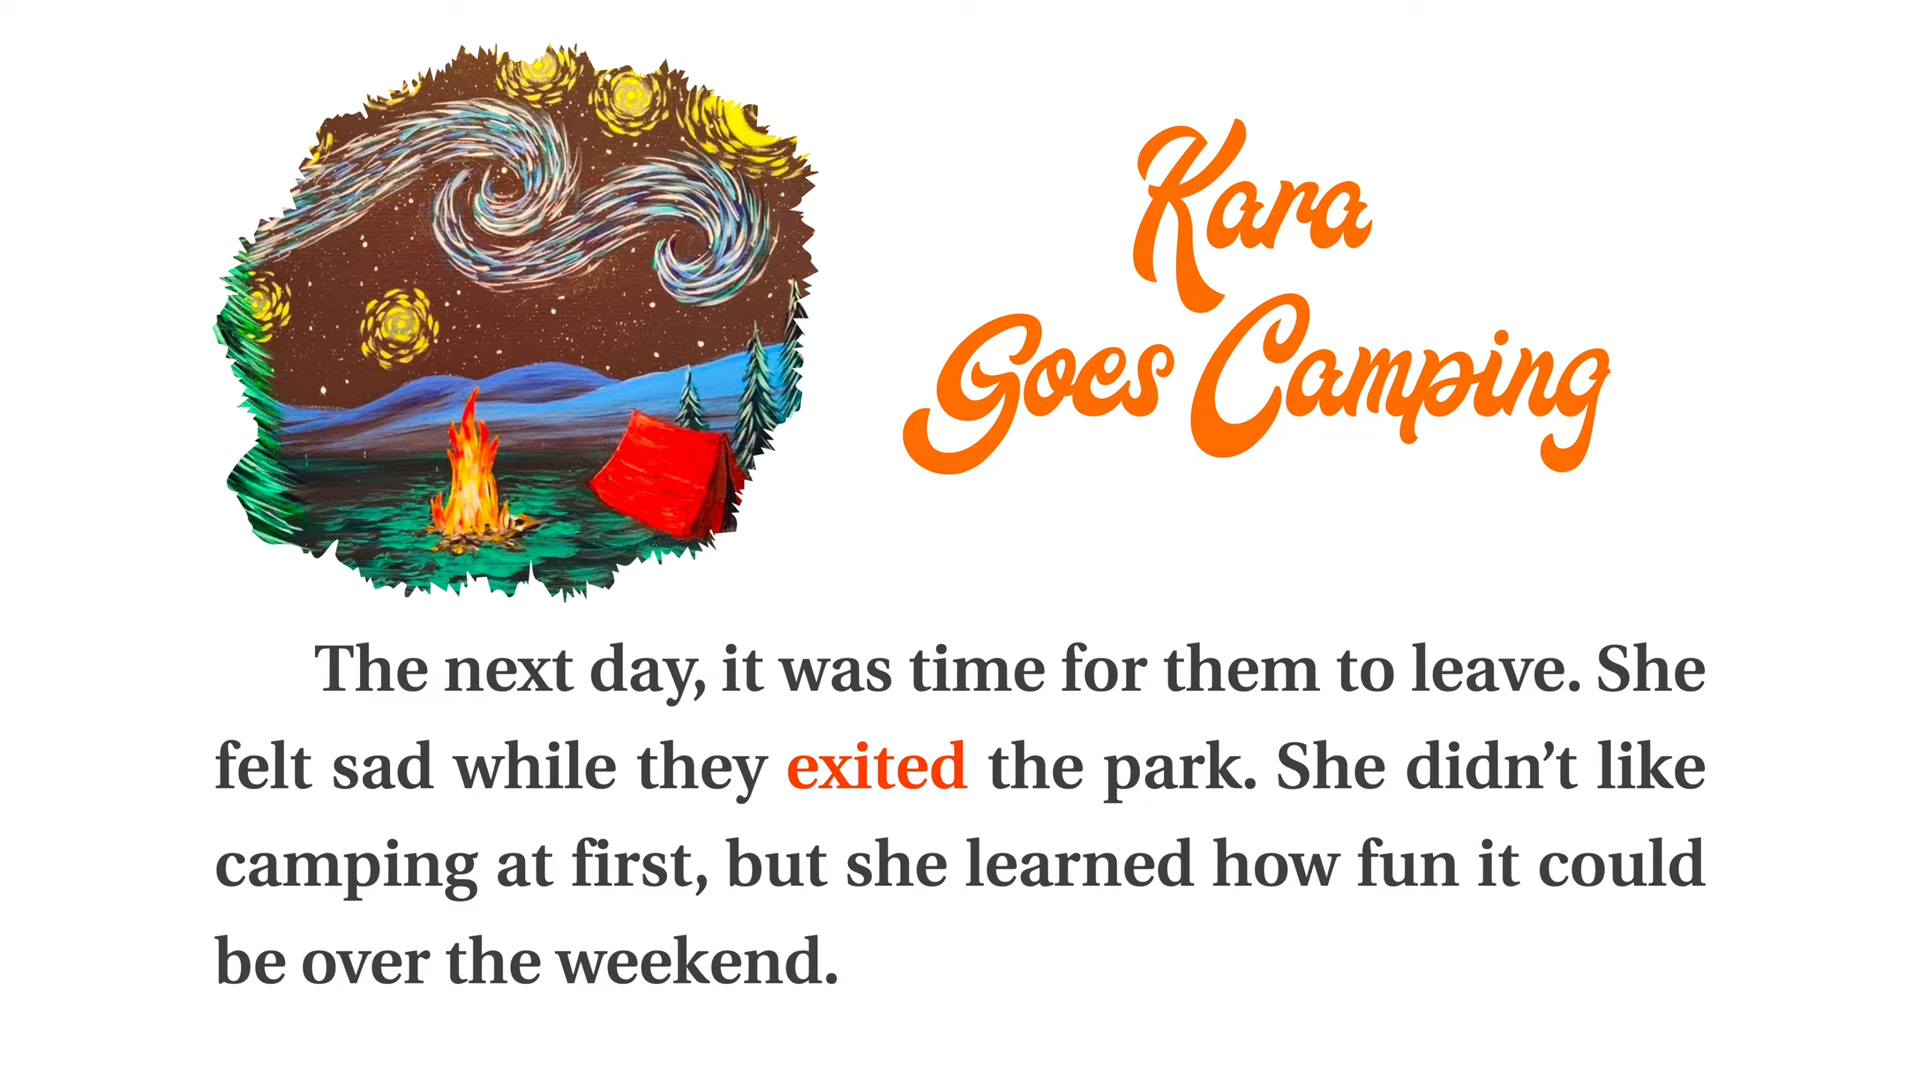 Kara
Goes Camping
The next day, it was time for them to leave. She
felt sad while they exited the park. She didn’t like
camping at first, but she learned how fun it could
be over the weekend.